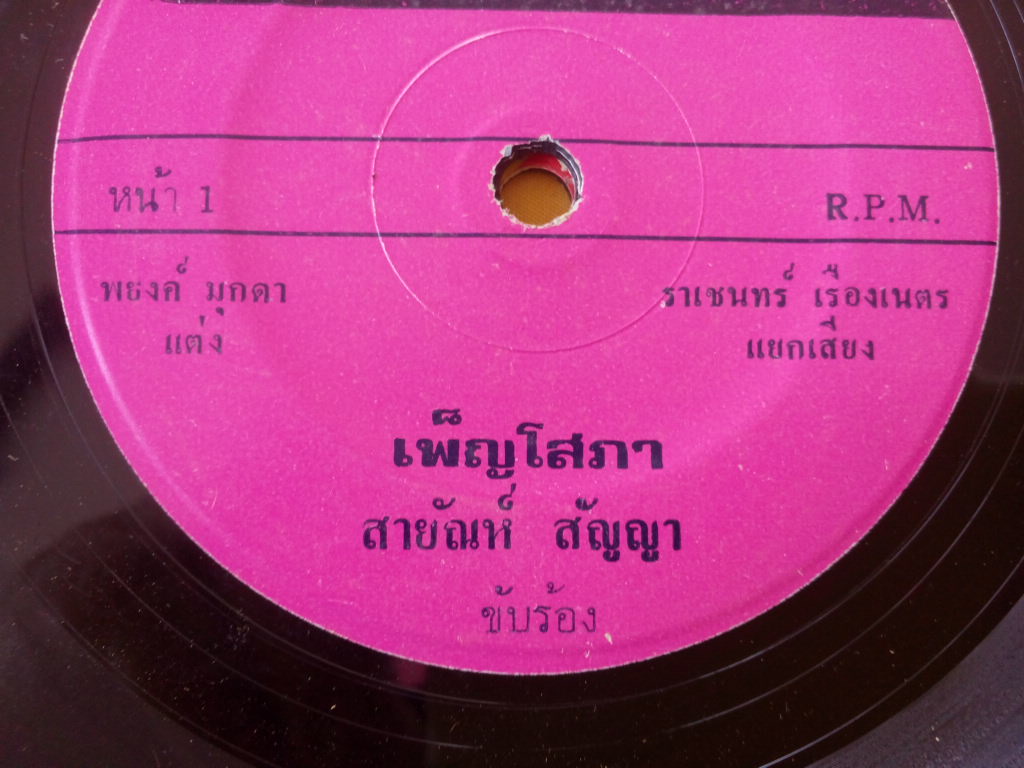 หน้า 1
R.P.M.
พยงค์ มุกดา
แต่ง
ราเชนทร์ เรืองเนตร
แยกเสียง
เพ็ญโสภา
สายัณห์ สัญญา
ขับร้อง